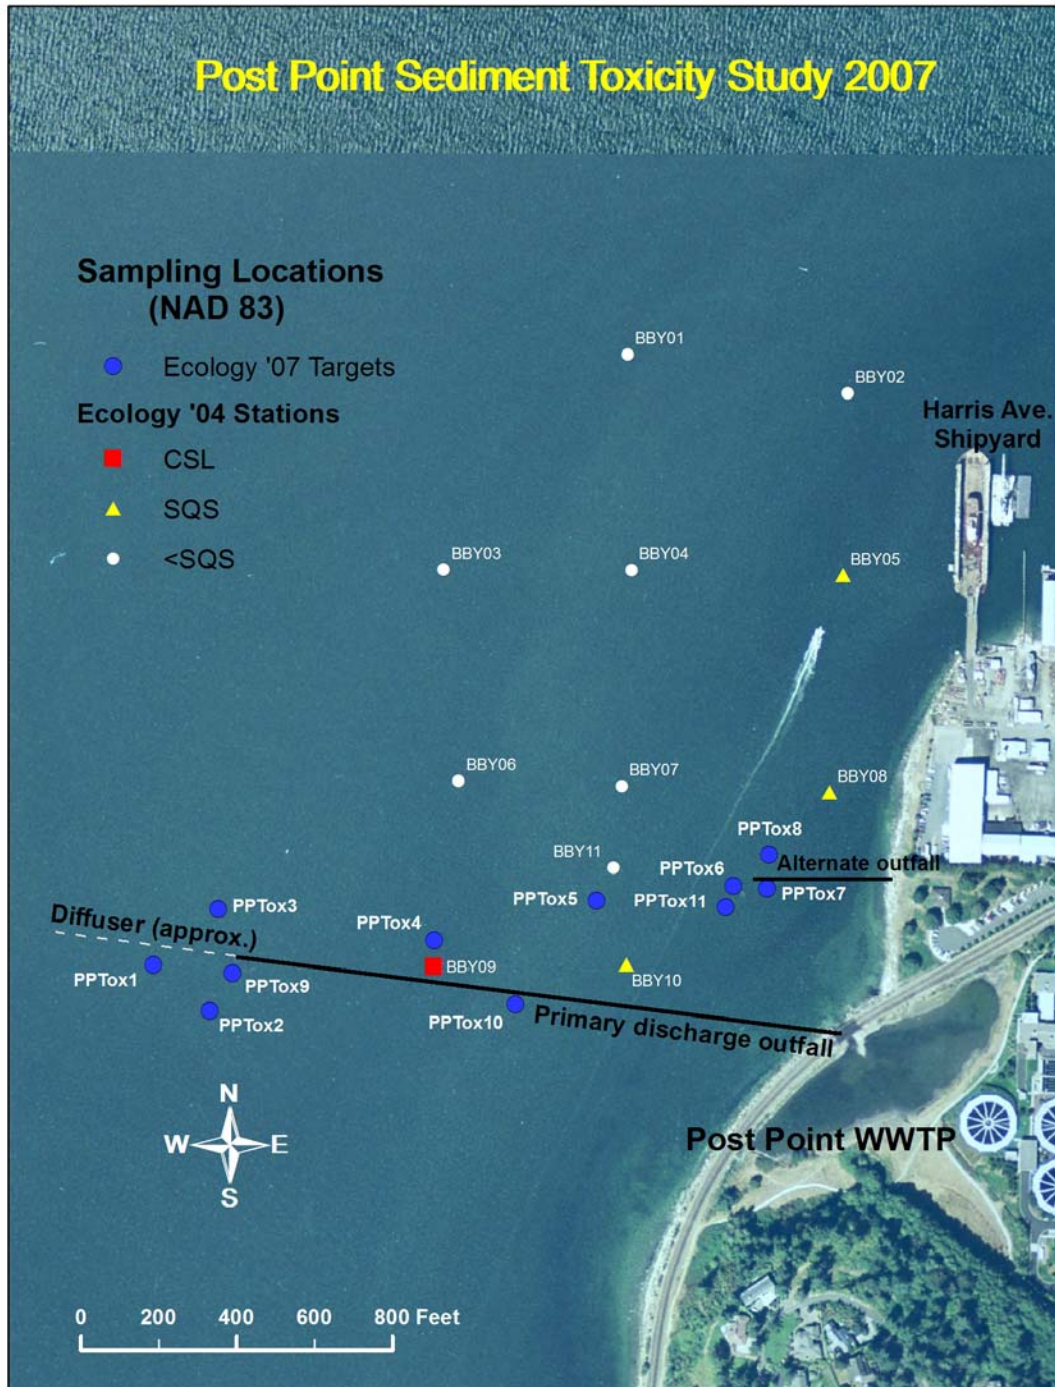 Post Point Sediment Toxicity Study 2007
Sampling Locations
(NAD 83)
Ecology '07 Targets
Ecology '04 Stations
CSL
SQS
<SQS
BBY01
BBY02
Harris Ave.
Shipyard
BBY03
BBY04
BBY05
BBY06
BBY07
BBY08
PPTox8
BBY11
Alternate outfall
PPTox6
PPTox7
PPTox5
PPTox11
PPTox3
Diffuser (approx.)
PPTox4
BBY09
BBY10
PPTox1
PPTox9
PPTox2
PPTox10
Primary discharge outfall
N
W
E
S
Post Point WWTP
0 200 400 600 800 Feet